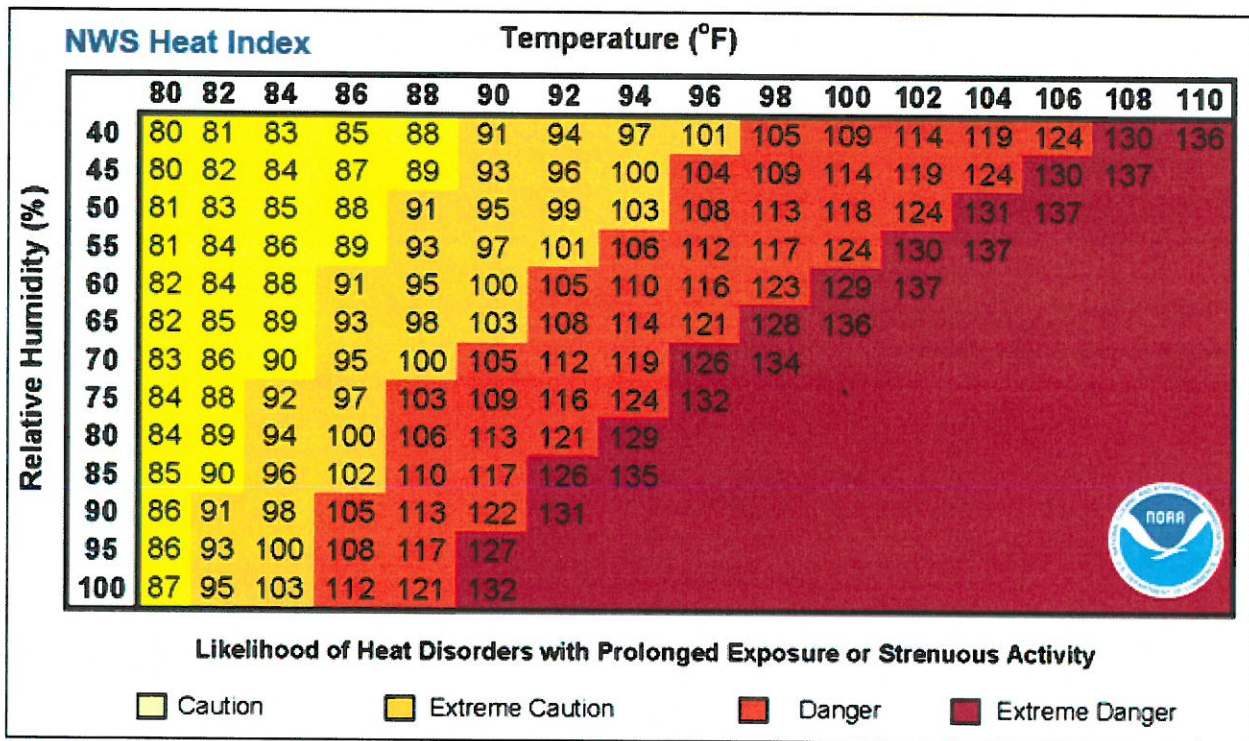 NWS Heat Index
Temperature (°F)
80 82 84 86 88 90 92 94 96 98 100 102 104 106 108 110
40 80 81 83 85 88 91 94 97 101 105 109 114 119 124 130 136
45 80 82 84 87 89 93 96 100 104 109 114 119 124 130 137
50 81 83 85 88 91 95 99 103 108 113 118 124 131 137
55 81 84 86 89 93 97 101 106 112 117 124 130 137
60 82 84 88 91 95 100 105 110 116 123 129 137
65 82 85 89 93 98 103 108 114 121 128 136
70 83 86 90 95 100 105 112 119 126 134
75 84 88 92 97 103 109 116 124 132
80 84 89 94 100 106 113 121 129
85 85 90 96 102 110 117 126 135
90 86 91 98 105 113 122 131
95 86 93 100 108 117 127
100 87 95 103 112 121 132
Relative Humidity (%)
NOAA
Likelihood of Heat Disorders with Prolonged Exposure or Strenuous Activity
Caution
Extreme Caution
Danger
Extreme Danger